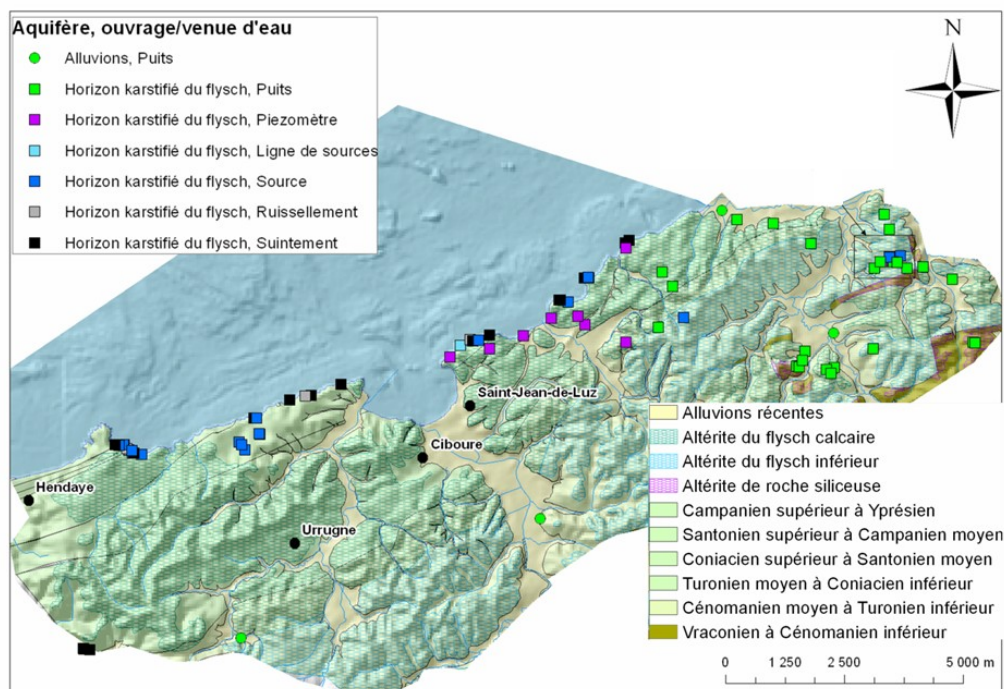 Aquifère, ouvrage/venue d'eau
Alluvions, Puits
Horizon karstifié du flysch, Puits
Horizon karstifié du flysch, Piezomètre
Horizon karstifié du flysch, Ligne de sources
Horizon karstifié du flysch, Source
Horizon karstifié du flysch, Ruissellement
Horizon karstifié du flysch, Suintement
N
Saint-Jean-de-Luz
Ciboure
Hendaye
Urrugne
Alluvions récentes
Altérite du flysch calcaire
Altérite du flysch inférieur
Altérite de roche siliceuse
Campanien supérieur à Yprésien
Santonien supérieur à Campanien moyen
Coniacien supérieur à Santonien moyen
Turonien moyen à Coniacien inférieur
Cénomanien moyen à Turonien inférieur
Vraconien à Cénomanien inférieur
0 1 250 2 500 5 000 m